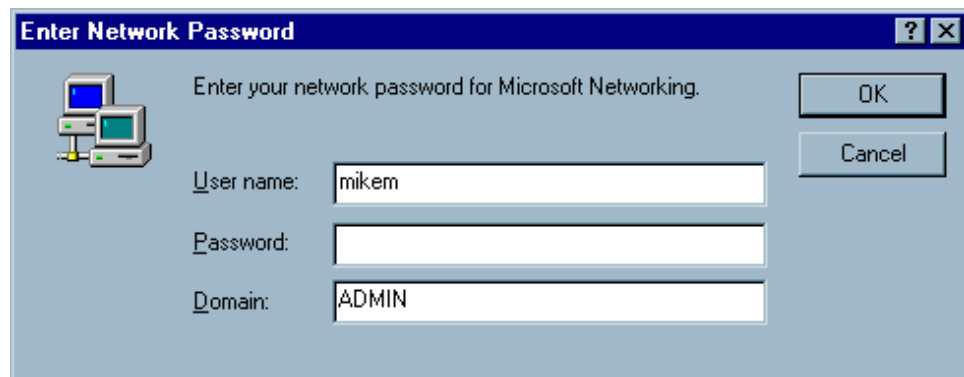 Enter Network Password
Enter your network password for Microsoft Networking.
OK
Cancel
User name: mikem
Password:
Domain: ADMIN